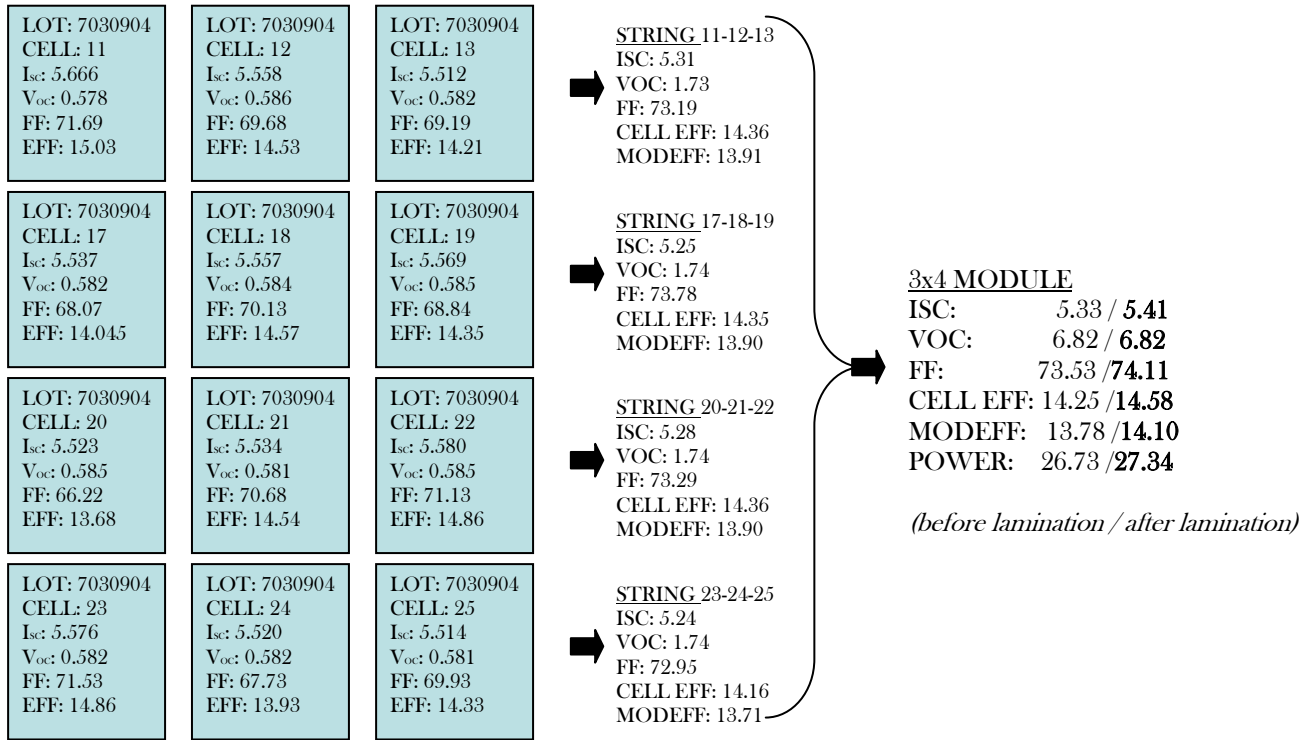 LOT: 7030904
CELL: 11
Isc: 5.666
Voc: 0.578
FF: 71.69
EFF: 15.03
LOT: 7030904
CELL: 12
Isc: 5.558
Voc: 0.586
FF: 69.68
EFF: 14.53
LOT: 7030904
CELL: 13
Isc: 5.512
Voc: 0.582
FF: 69.19
EFF: 14.21
STRING 11-12-13
ISC: 5.31
VOC: 1.73
FF: 73.19
CELL EFF: 14.36
MODEFF: 13.91
LOT: 7030904
CELL: 17
Isc: 5.537
Voc: 0.582
FF: 68.07
EFF: 14.045
LOT: 7030904
CELL: 18
Isc: 5.557
Voc: 0.584
FF: 70.13
EFF: 14.57
LOT: 7030904
CELL: 19
Isc: 5.569
Voc: 0.585
FF: 68.84
EFF: 14.35
STRING 17-18-19
ISC: 5.25
VOC: 1.74
FF: 73.78
CELL EFF: 14.35
MODEFF: 13.90
LOT: 7030904
CELL: 20
Isc: 5.523
Voc: 0.585
FF: 66.22
EFF: 13.68
LOT: 7030904
CELL: 21
Isc: 5.534
Voc: 0.581
FF: 70.68
EFF: 14.54
LOT: 7030904
CELL: 22
Isc: 5.580
Voc: 0.585
FF: 71.13
EFF: 14.86
STRING 20-21-22
ISC: 5.28
VOC: 1.74
FF: 73.29
CELL EFF: 14.36
MODEFF: 13.90
LOT: 7030904
CELL: 23
Isc: 5.576
Voc: 0.582
FF: 71.53
EFF: 14.86
LOT: 7030904
CELL: 24
Isc: 5.520
Voc: 0.582
FF: 67.73
EFF: 13.93
LOT: 7030904
CELL: 25
Isc: 5.514
Voc: 0.581
FF: 69.93
EFF: 14.33
STRING 23-24-25
ISC: 5.24
VOC: 1.74
FF: 72.95
CELL EFF: 14.16
MODEFF: 13.71
3x4 MODULE
ISC: 5.33 / 5.41
VOC: 6.82 / 6.82
FF: 73.53 /74.11
CELL EFF: 14.25 /14.58
MODEFF: 13.78 /14.10
POWER: 26.73 /27.34
(before lamination / after lamination)